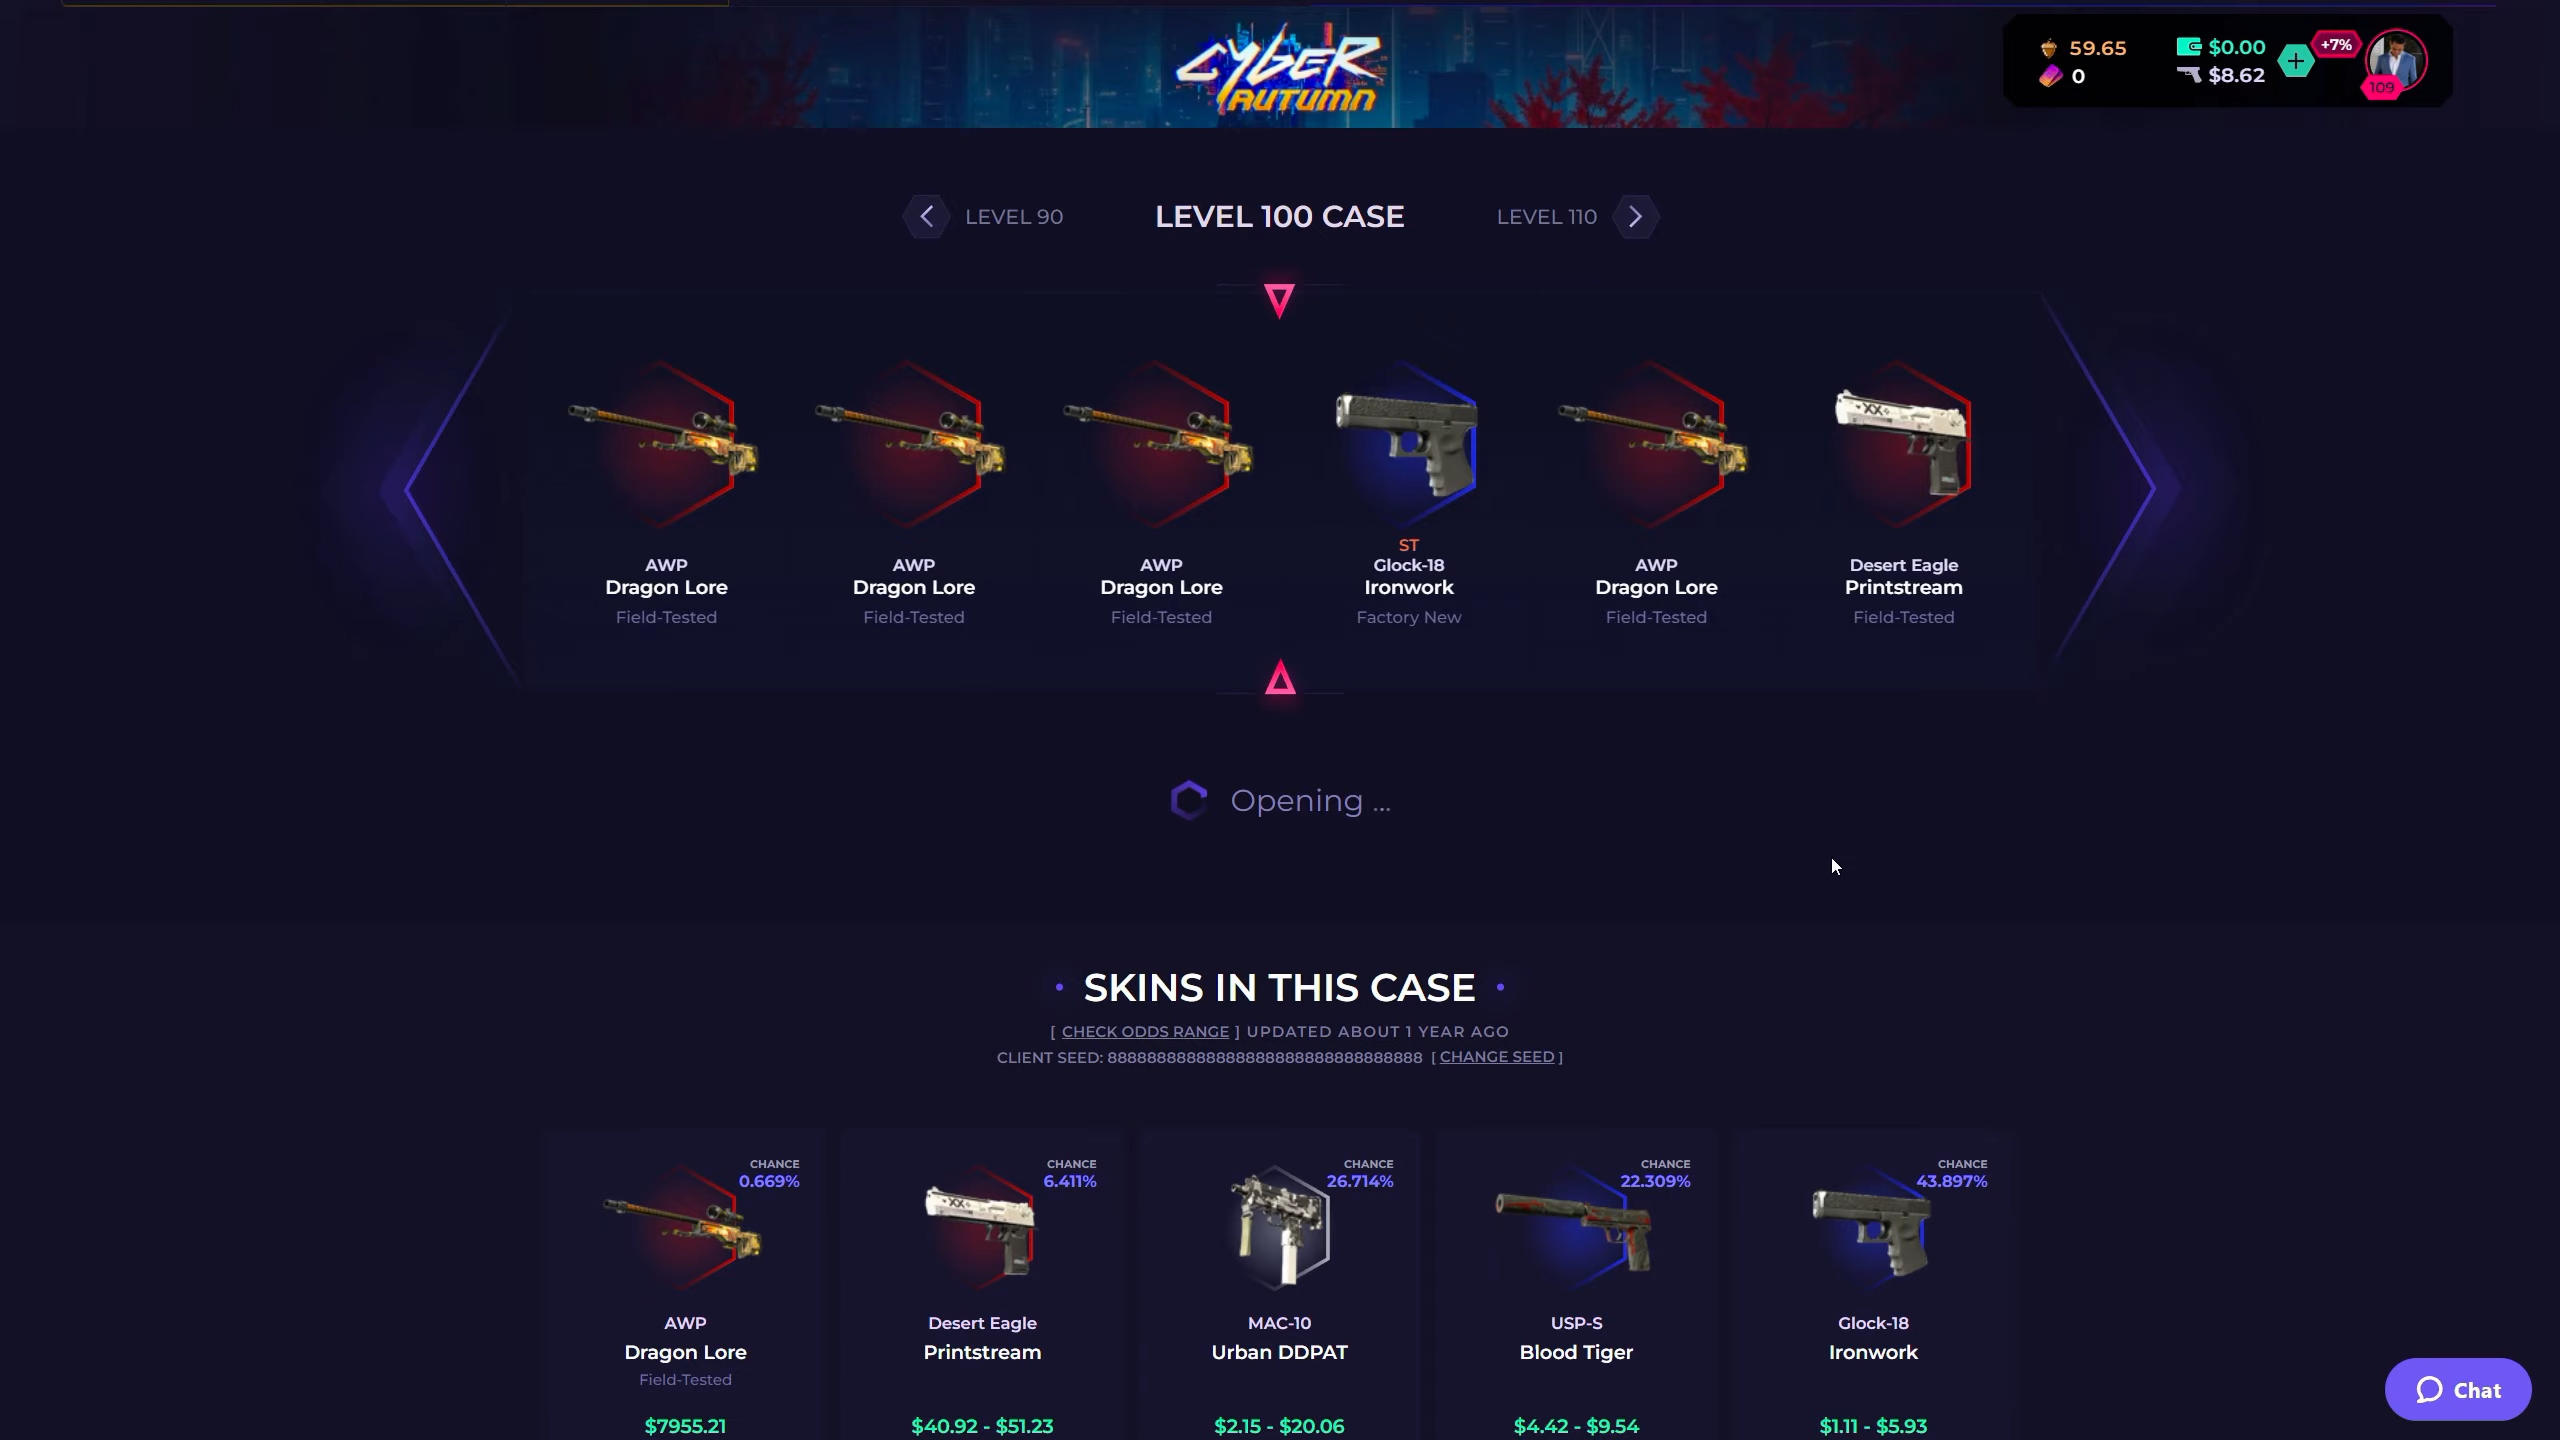 CYBER
AUTUMN
59.65
0
$0.00
$8.62
+7%
109
LEVEL 90
LEVEL 100 CASE
LEVEL 110
AWP
Dragon Lore
Field-Tested
AWP
Dragon Lore
Field-Tested
AWP
Dragon Lore
Field-Tested
ST
Glock-18
Ironwork
Factory New
AWP
Dragon Lore
Field-Tested
Desert Eagle
Printstream
Field-Tested
Opening ...
SKINS IN THIS CASE
[ CHECK ODDS RANGE ] UPDATED ABOUT 1 YEAR AGO
CLIENT SEED: 88888888888888888888888888888888 [ CHANGE SEED ]
CHANCE
0.669%
AWP
Dragon Lore
Field-Tested
$7955.21
CHANCE
6.411%
Desert Eagle
Printstream
$40.92 - $51.23
CHANCE
26.714%
MAC-10
Urban DDPAT
$2.15 - $20.06
CHANCE
22.309%
USP-S
Blood Tiger
$4.42 - $9.54
CHANCE
43.897%
Glock-18
Ironwork
$1.11 - $5.93
Chat